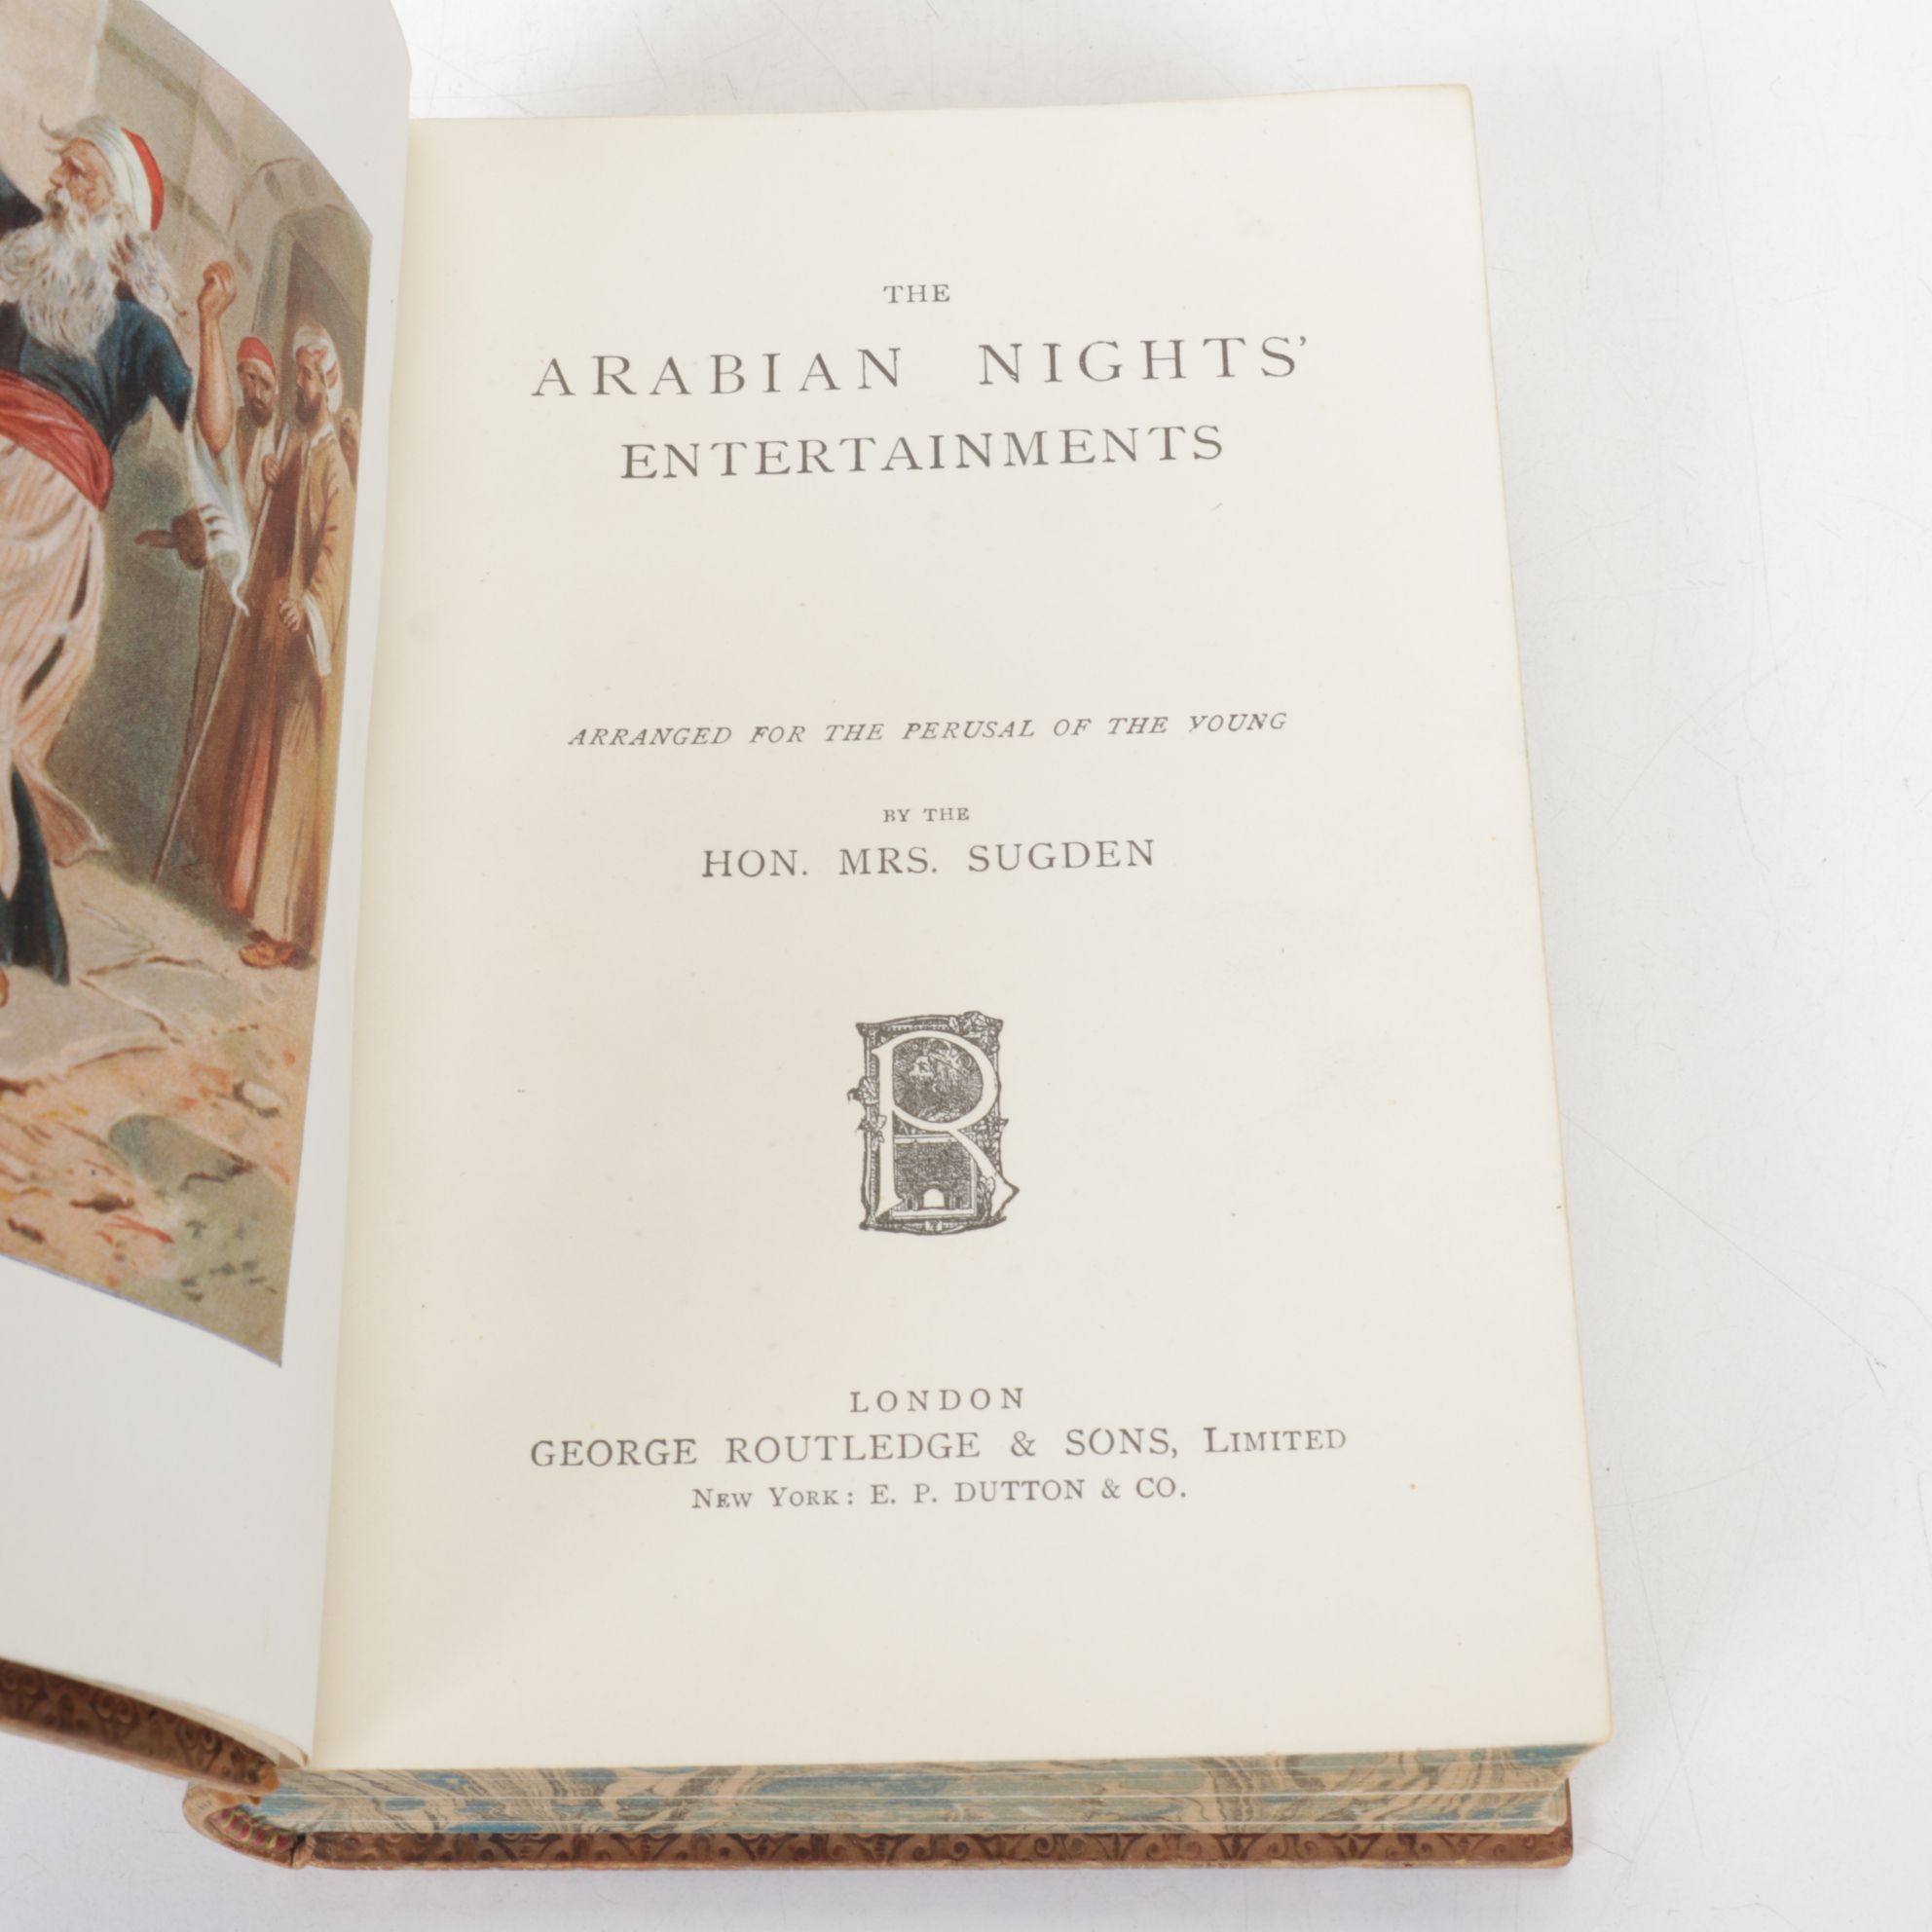 THE
ARABIAN NIGHTS’
ENTERTAINMENTS
ARRANGED FOR THE PERUSAL OF THE YOUNG
BY THE
HON. MRS. SUGDEN
R
LONDON
GEORGE ROUTLEDGE & SONS, LIMITED
NEW YORK: E. P. DUTTON & CO.